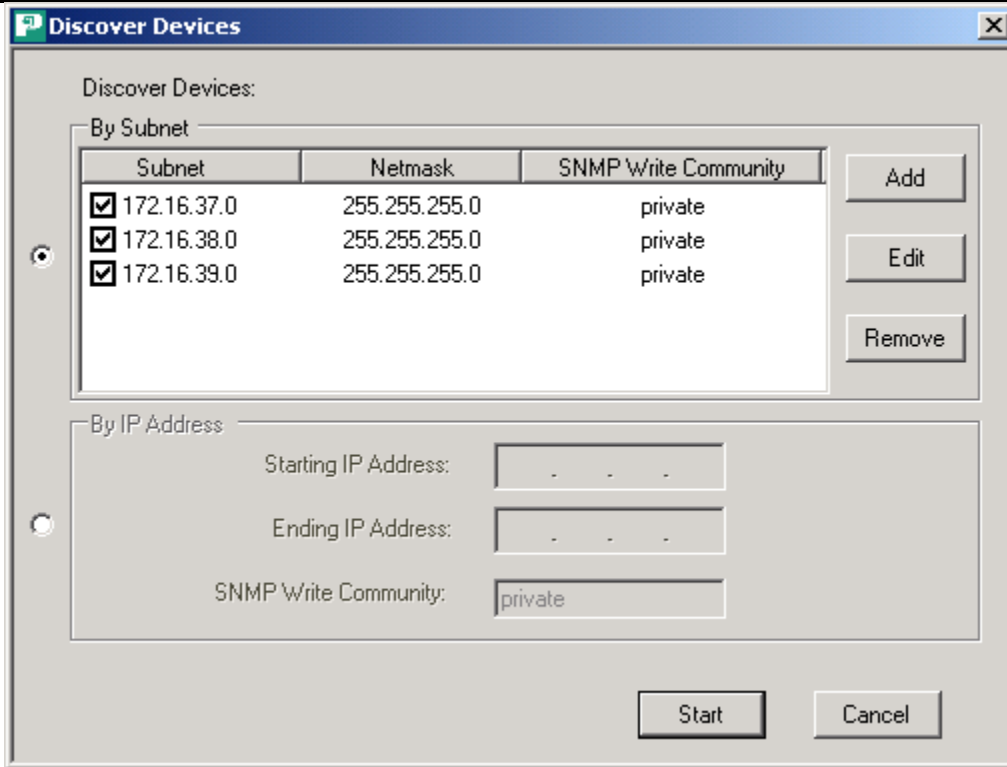 Discover Devices
Discover Devices:
By Subnet
Subnet Netmask SNMP Write Community
172.16.37.0 255.255.255.0 private
172.16.38.0 255.255.255.0 private
172.16.39.0 255.255.255.0 private
Add
Edit
Remove
By IP Address
Starting IP Address: . . .
Ending IP Address: . . .
SNMP Write Community: private
Start Cancel